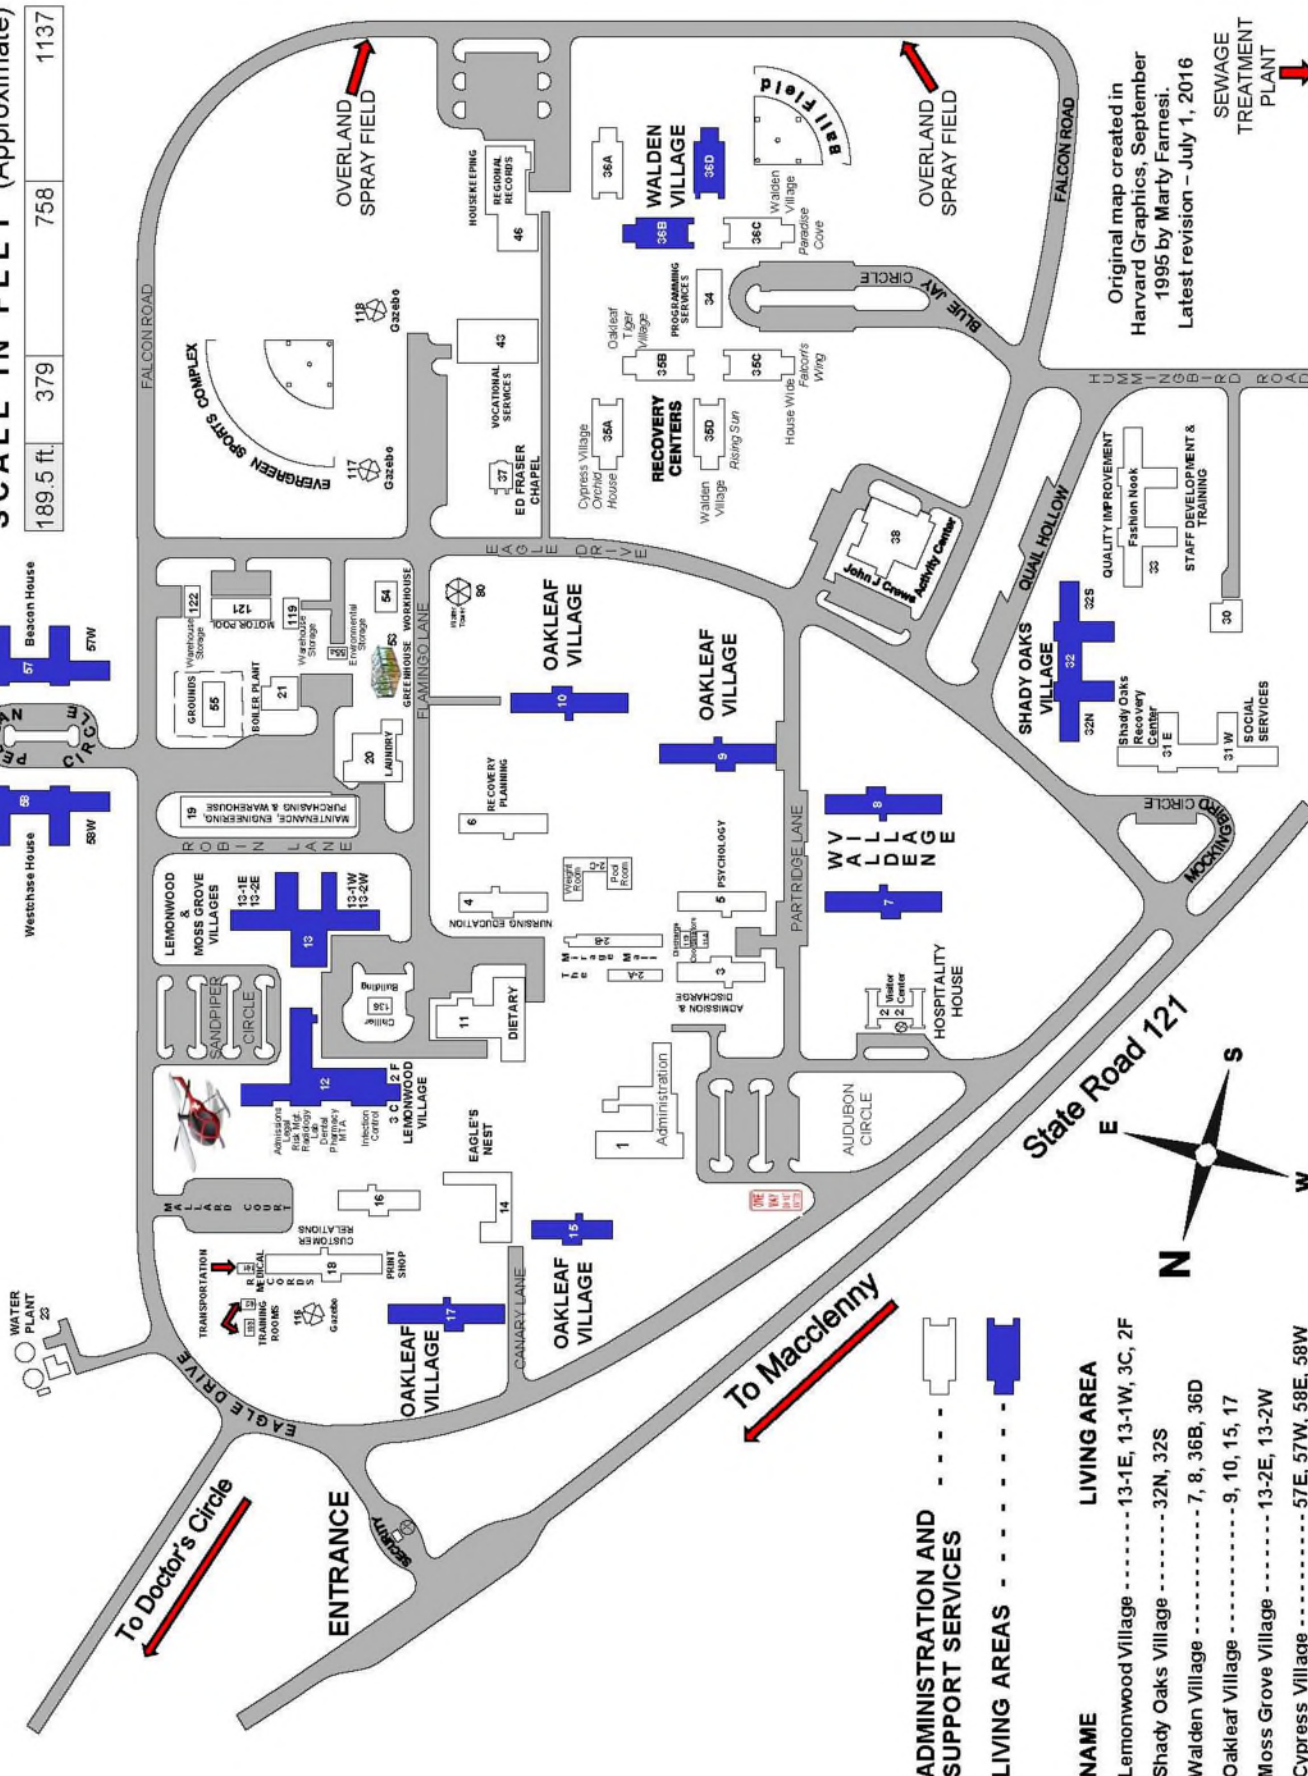 SCALE IN FEET (Approximate)
189.5 ft.
379
758
1137
Beacon House
57
57W
PELICAN CIRCLE
58
58W
Westchase House
WATER
PLANT
23
EAGLE DRIVE
To Doctor's Circle
ENTRANCE
SECURITY
TRANSPORTATION
TRAINING
ROOMS
116
Gazebo
MEDICAL
RECORDS
18
PRINT
SHOP
CUSTOMER
RELATIONS
MALLARD COURT
16
17
OAKLEAF
VILLAGE
CANARY LANE
14
EAGLE'S
NEST
15
OAKLEAF
VILLAGE
SANDPIPER
CIRCLE
12
Admissions
Legal
Risk Mgt.
Radiology
Lab
Dental
Pharmacy
MTA
Infection
Control
3 C
2 F
LEMONWOOD
VILLAGE
LEMONWOOD
&
MOSS GROVE
VILLAGES
13
13-1E
13-2E
13-1W
13-2W
136
Chiller
Building
11
DIETARY
ROBIN LANE
19
MAINTENANCE, ENGINEERING,
PURCHASING & WAREHOUSE
20
LAUNDRY
GROUNDS
55
BOILER PLANT
21
Warehouse
Storage
122
121
MOTOR POOL
119
Warehouse
Storage
55a
Environmental
Storage
54
WORKHOUSE
53
GREENHOUSE
FLAMINGO LANE
Water
Tower
80
FALCON ROAD
EVERGREEN SPORTS COMPLEX
117
Gazebo
118
Gazebo
OVERLAND
SPRAY FIELD
HOUSEKEEPING
REGIONAL
RECORDS
46
43
VOCATIONAL
SERVICES
37
ED FRASER
CHAPEL
EAGLE DRIVE
10
OAKLEAF
VILLAGE
9
OAKLEAF
VILLAGE
RECOVERY
PLANNING
6
4
NURSING EDUCATION
Weight
Room
Pool
Room
The Mirage Mall
2-B
2-A
5
PSYCHOLOGY
Discharge
Coordinators
3
ADMISSION &
DISCHARGE
1
Administration
PARTRIDGE LANE
WALDEN
VILLAGE
8
7
2
2
Visitor
Center
HOSPITALITY
HOUSE
AUDUBON
CIRCLE
ONE
WAY
36A
WALDEN
VILLAGE
36D
36B
36C
Walden
Village
Paradise
Cove
Ball Field
OVERLAND
SPRAY FIELD
FALCON ROAD
PROGRAMMING
SERVICES
34
BLUE JAY
CIRCLE
Oakleaf
Tiger
Village
35B
35C
House Wide
Falcon's
Wing
Cypress Village
Orchid
House
35A
RECOVERY
CENTERS
35D
Walden
Village
Rising Sun
38
John J Crews
Activity Center
QUAIL HOLLOW
HUMMINGBIRD ROAD
QUALITY IMPROVEMENT
Fashion Nook
33
STAFF DEVELOPMENT &
TRAINING
30
SHADY OAKS
VILLAGE
32
32S
32N
Shady Oaks
Recovery
Center
31 E
31 W
SOCIAL
SERVICES
MOCKINGBIRD CIRCLE
State Road 121
To Macclenny
N
E
S
W
Original map created in
Harvard Graphics, September
1995 by Marty Farnesi.
Latest revision – July 1, 2016
SEWAGE
TREATMENT
PLANT
ADMINISTRATION AND
SUPPORT SERVICES - - - -
LIVING AREAS - - - - - - - - -
NAME LIVING AREA
Lemonwood Village ------- 13-1E, 13-1W, 3C, 2F
Shady Oaks Village ------- 32N, 32S
Walden Village ----------- 7, 8, 36B, 36D
Oakleaf Village ----------- 9, 10, 15, 17
Moss Grove Village ------- 13-2E, 13-2W
Cypress Village ---------- 57E, 57W, 58E, 58W